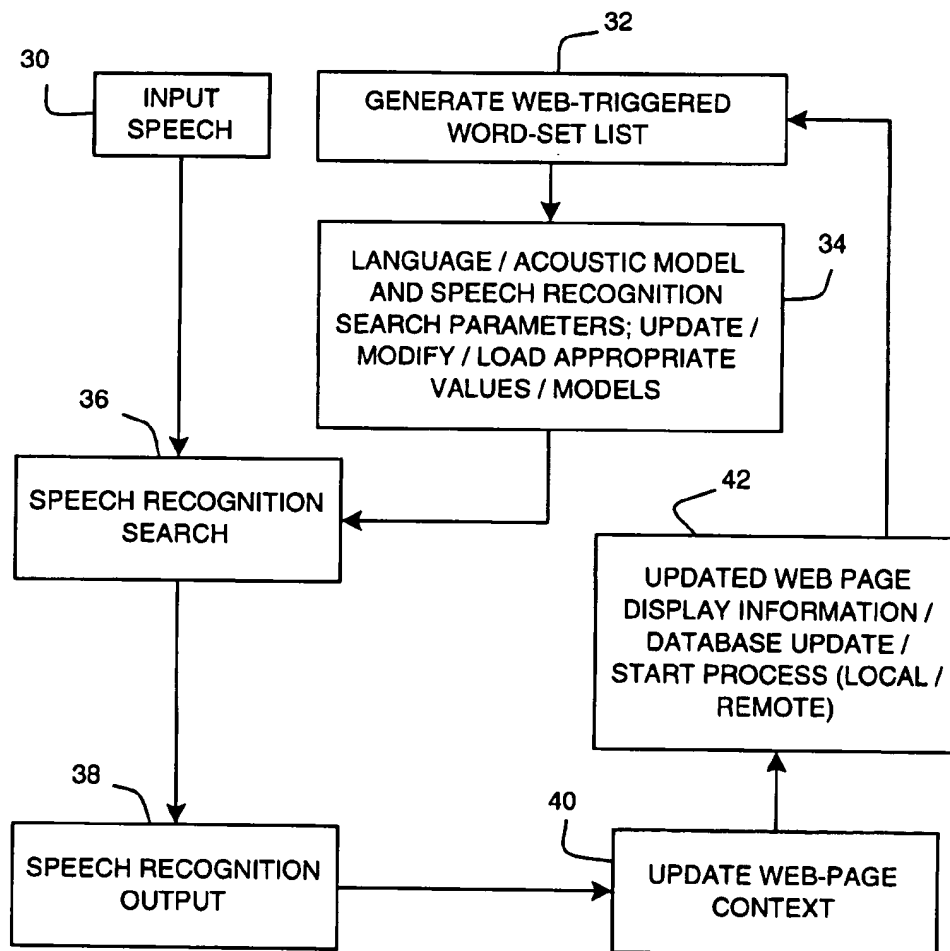 32
30
INPUT
SPEECH
GENERATE WEB-TRIGGERED
WORD-SET LIST
34
LANGUAGE / ACOUSTIC MODEL
AND SPEECH RECOGNITION
SEARCH PARAMETERS; UPDATE /
MODIFY / LOAD APPROPRIATE
VALUES / MODELS
36
SPEECH RECOGNITION
SEARCH
42
UPDATED WEB PAGE
DISPLAY INFORMATION /
DATABASE UPDATE /
START PROCESS (LOCAL /
REMOTE)
38
SPEECH RECOGNITION
OUTPUT
40
UPDATE WEB-PAGE
CONTEXT